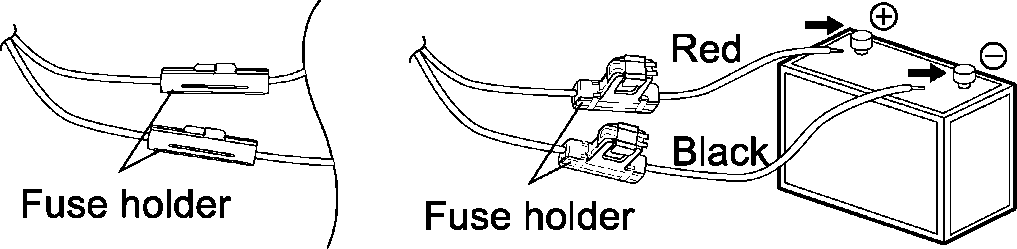 Fuse holder
Red
Black
Fuse holder
⊕
⊖